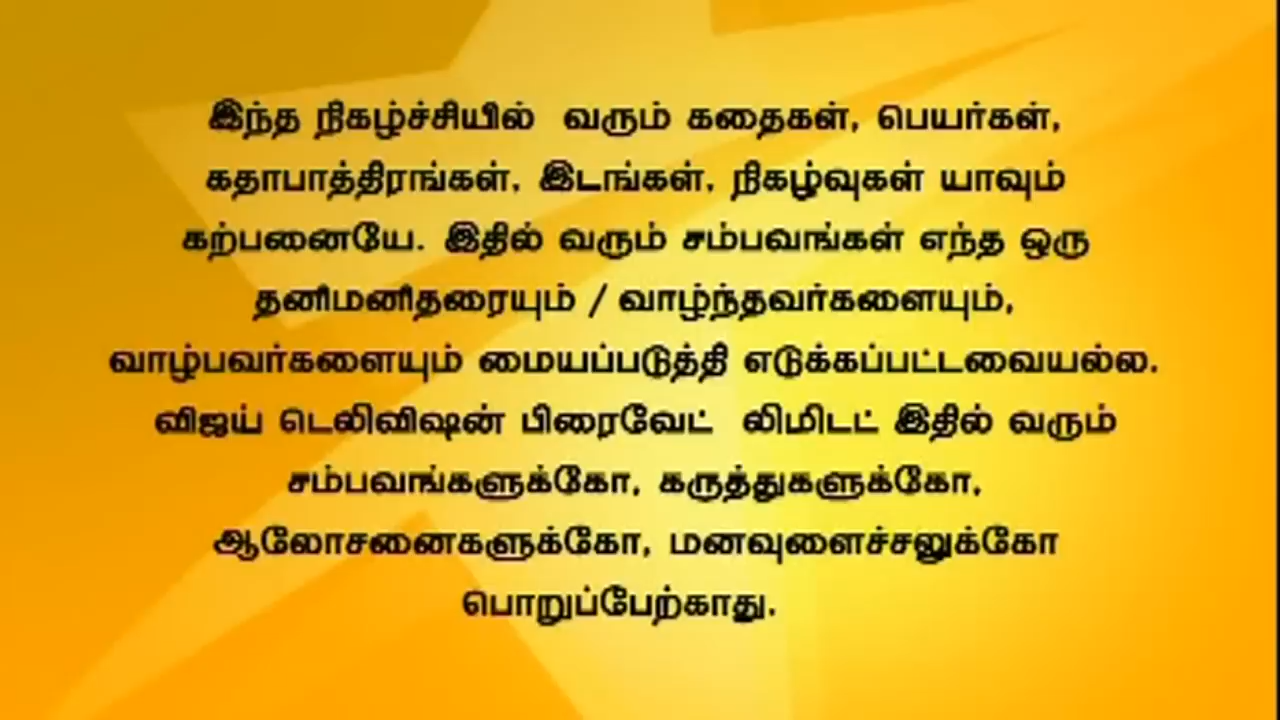 இந்த நிகழ்ச்சியில் வரும் கதைகள், பெயர்கள்,
கதாபாத்திரங்கள், இடங்கள், நிகழ்வுகள் யாவும்
கற்பனையே. இதில் வரும் சம்பவங்கள் எந்த ஒரு
தனிமனிதரையும் / வாழ்ந்தவர்களையும்,
வாழ்பவர்களையும் மையப்படுத்தி எடுக்கப்பட்டவையல்ல.
விஜய் டெலிவிஷன் பிரைவேட் லிமிடட் இதில் வரும்
சம்பவங்களுக்கோ, கருத்துகளுக்கோ,
ஆலோசனைகளுக்கோ, மனவுளைச்சலுக்கோ
பொறுப்பேற்காது.